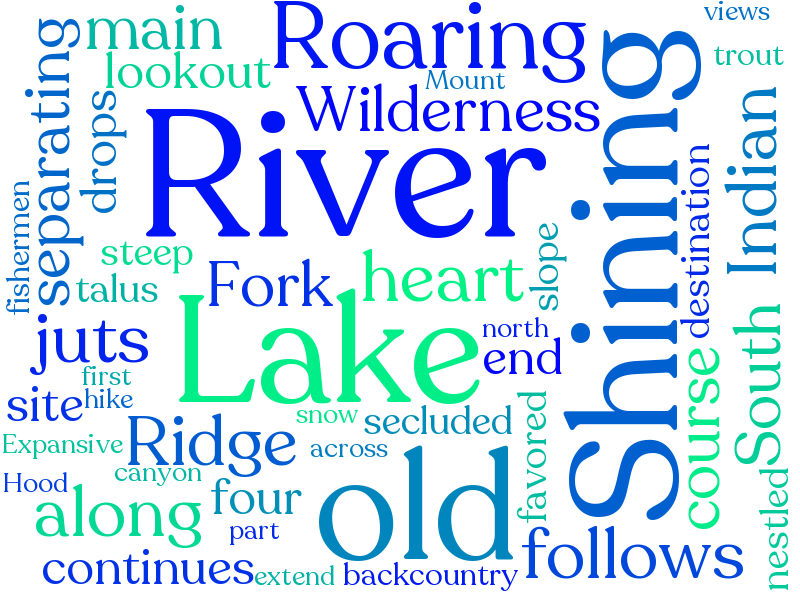 views
main
Roaring
trout
lookout
Mount
separating
drops
Wilderness
Shining
Indian
River
destination
fishermen
steep
slope
talus
Fork
heart
Lake
north
juts
end
South
first
course
site
hike
snow
secluded
favored
Expansive
Ridge
across
canyon
Hood
four
old
nestled
along
part
follows
continues
extend
backcountry